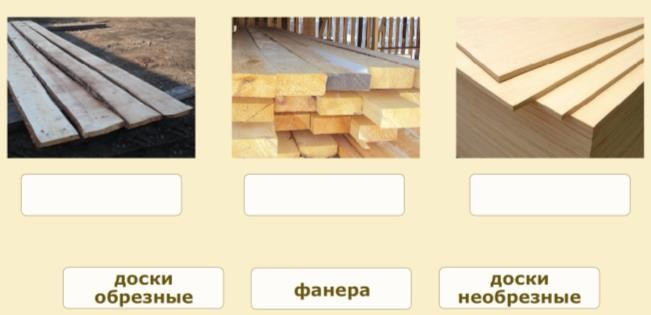 доски
обрезные
фанера
доски
необрезные